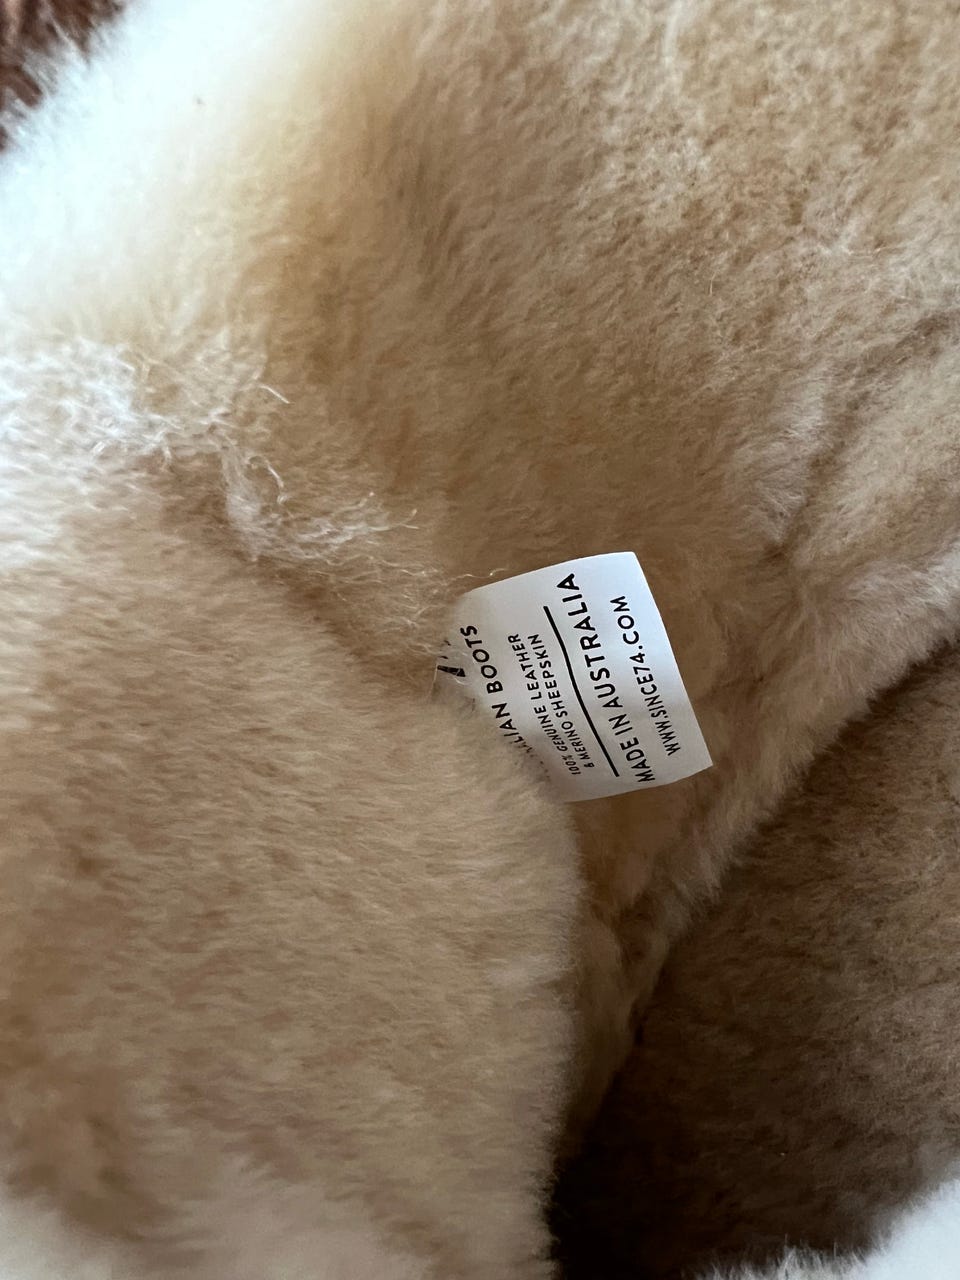 BOOTS
100% GENUINE LEATHER
& MERINO SHEEPSKIN
MADE IN AUSTRALIA
WWW.SINCE74.COM